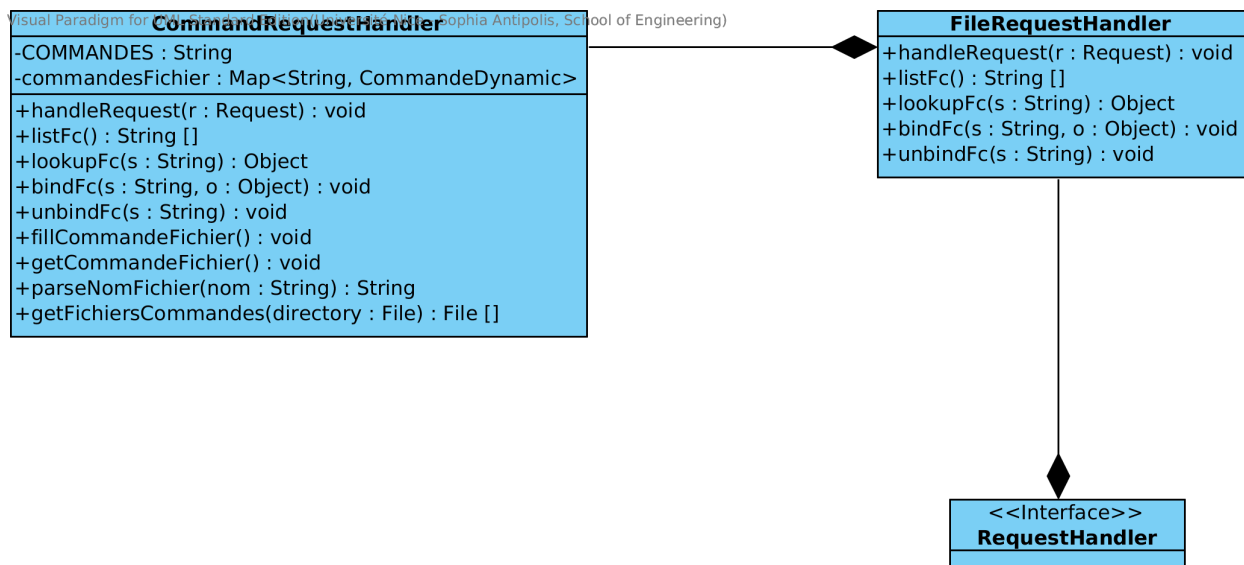 Visual Paradigm for UML Standard Edition(Université Nice - Sophia Antipolis, School of Engineering)
CommandRequestHandler
-COMMANDES : String
-commandesFichier : Map<String, CommandeDynamic>
+handleRequest(r : Request) : void
+listFc() : String []
+lookupFc(s : String) : Object
+bindFc(s : String, o : Object) : void
+unbindFc(s : String) : void
+fillCommandeFichier() : void
+getCommandeFichier() : void
+parseNomFichier(nom : String) : String
+getFichiersCommandes(directory : File) : File []
FileRequestHandler
+handleRequest(r : Request) : void
+listFc() : String []
+lookupFc(s : String) : Object
+bindFc(s : String, o : Object) : void
+unbindFc(s : String) : void
<<Interface>>
RequestHandler